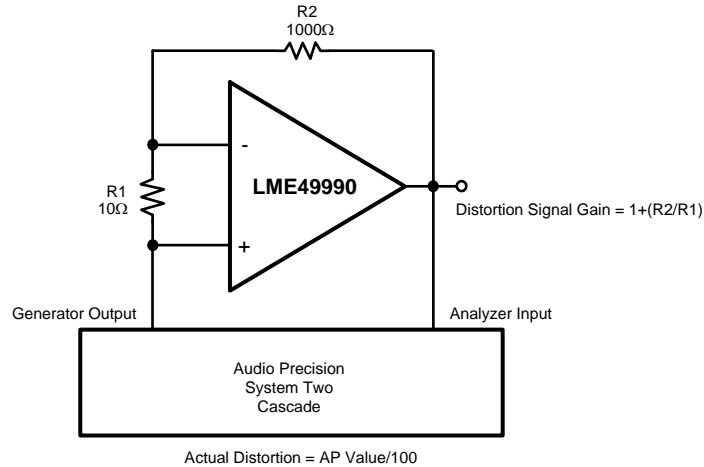 R2
1000Ω
-
LME49990
R1
10Ω
+
Distortion Signal Gain = 1+(R2/R1)
Generator Output
Analyzer Input
Audio Precision
System Two
Cascade
Actual Distortion = AP Value/100